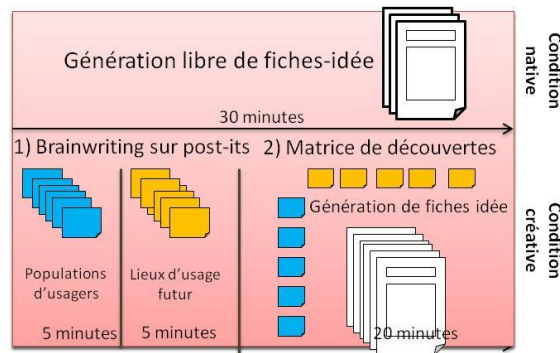 Génération libre de fiches-idée
30 minutes
Condition
native
1) Brainwriting sur post-its
2) Matrice de découvertes
Populations
d'usagers
5 minutes
Lieux d'usage
futur
5 minutes
Génération de fiches idée
20 minutes
Condition
créative